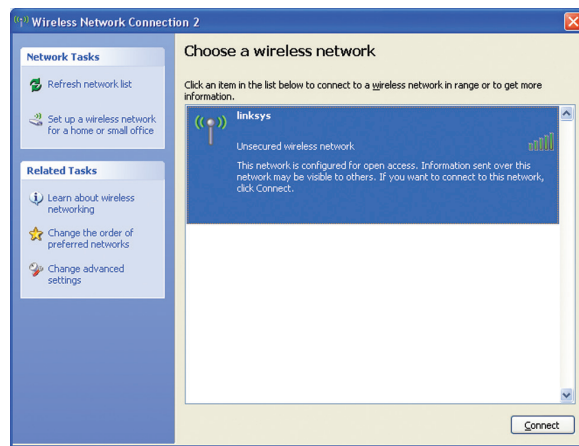 Wireless Network Connection 2
Network Tasks
Refresh network list
Set up a wireless network
for a home or small office
Related Tasks
Learn about wireless
networking
Change the order of
preferred networks
Change advanced
settings
Choose a wireless network
Click an item in the list below to connect to a wireless network in range or to get more
information.
linksys
Unsecured wireless network
This network is configured for open access. Information sent over this
network may be visible to others. If you want to connect to this network,
click Connect.
Connect